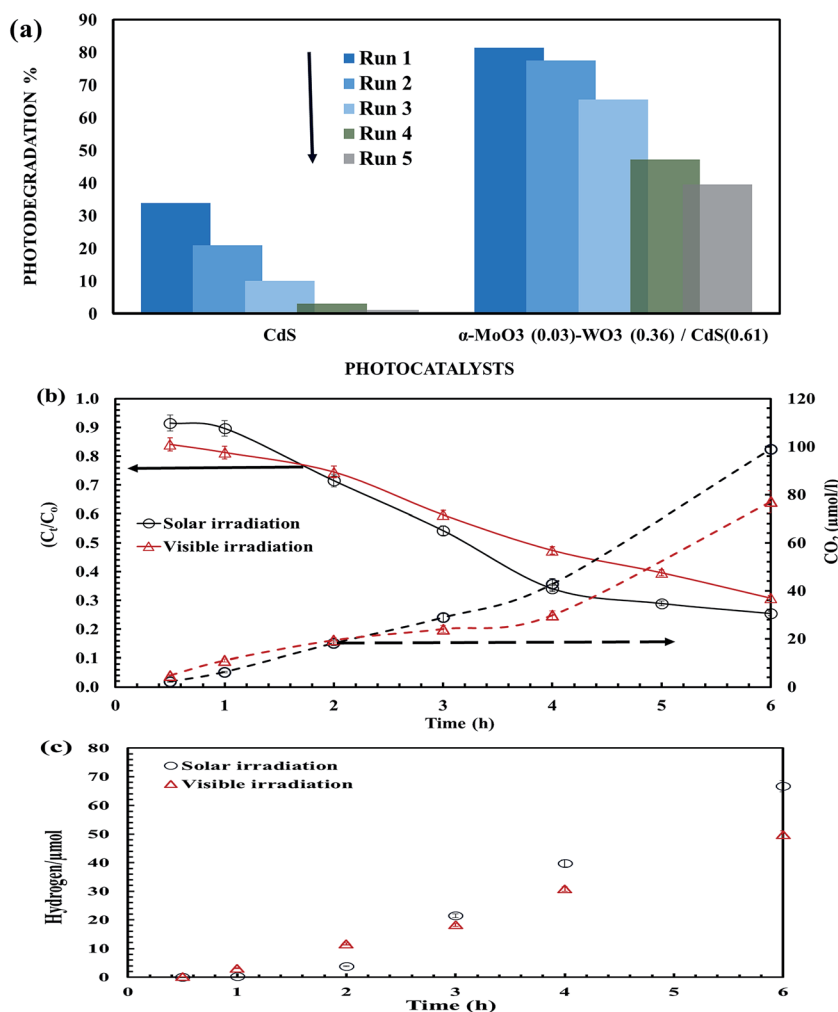 (a)
90
80
70
60
50
40
30
20
10
0
PHOTODEGRADATION %
Run 1
Run 2
Run 3
Run 4
Run 5
CdS
α-MoO3 (0.03)-WO3 (0.36) / CdS(0.61)
PHOTOCATALYSTS
(b)
1.0
0.9
0.8
0.7
0.6
0.5
0.4
0.3
0.2
0.1
0.0
(Ct/Co)
Solar irradiation
Visible irradiation
120
100
80
60
40
20
0
CO2 (µmol/l)
0 1 2 3 4 5 6
Time (h)
(c)
80
70
60
50
40
30
20
10
0
Hydrogen/µmol
Solar irradiation
Visible irradiation
0 1 2 3 4 5 6
Time (h)